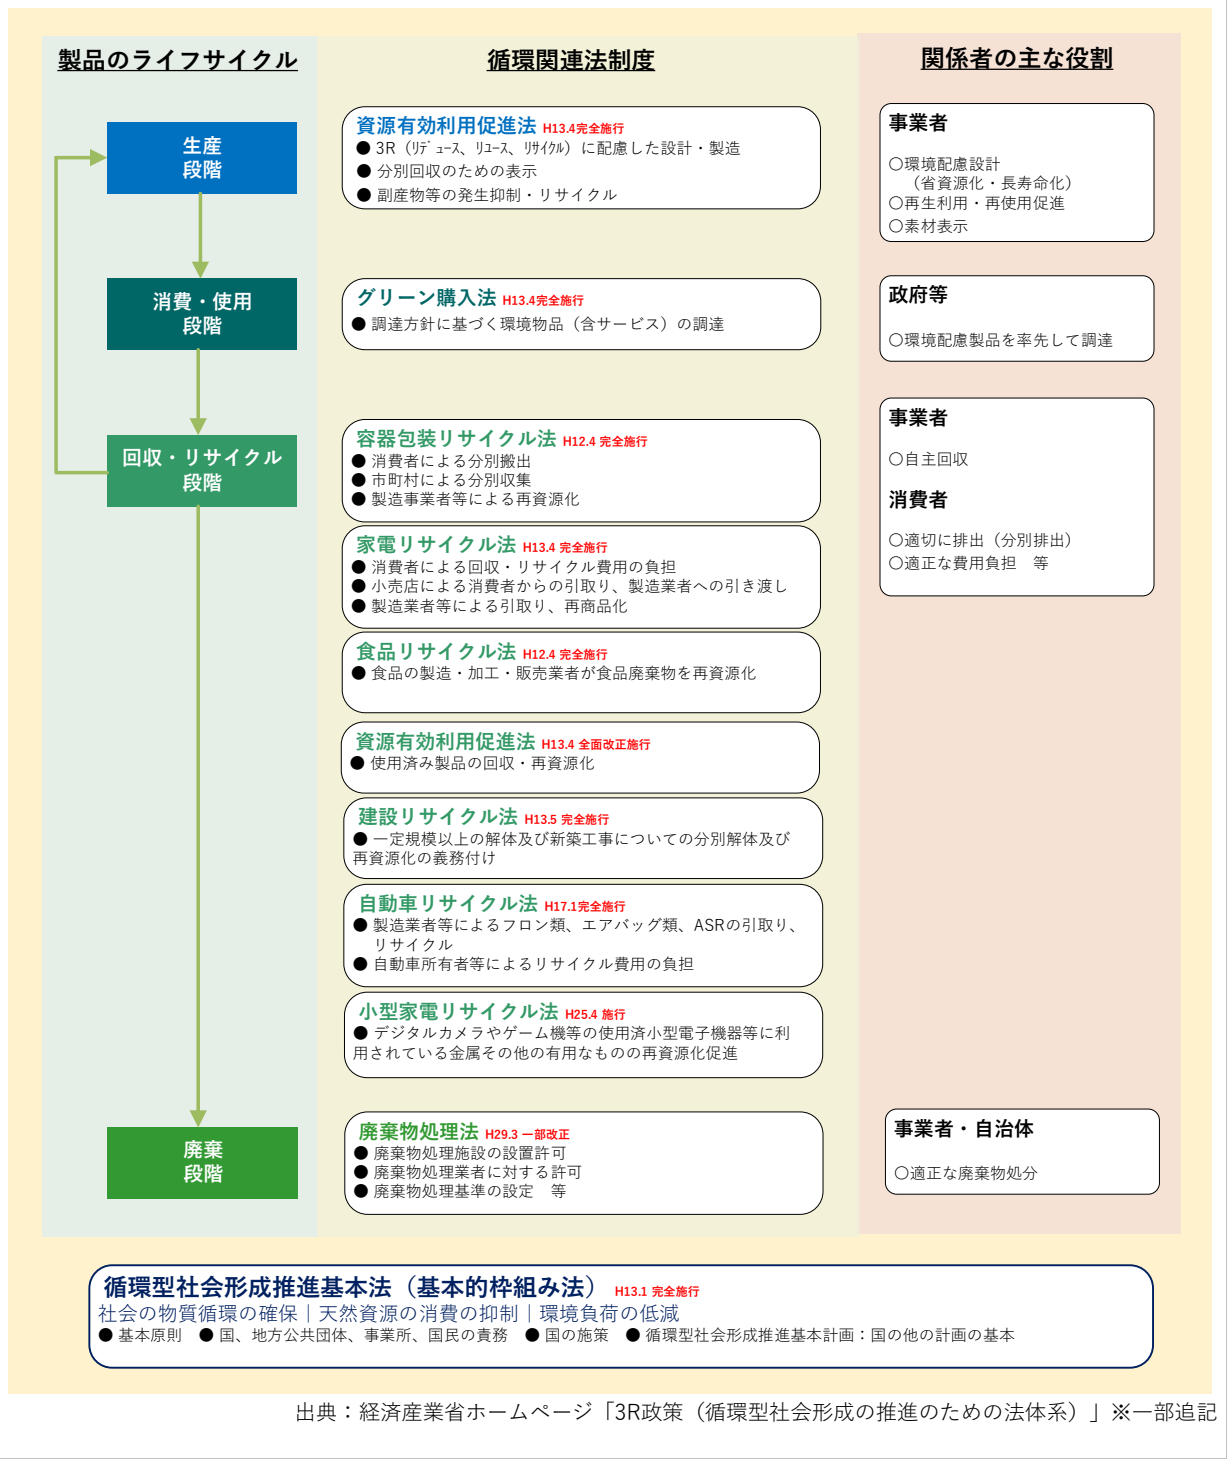 製品のライフサイクル
循環関連法制度
関係者の主な役割
生産
段階
資源有効利用促進法 H13.4完全施行
● 3R（ﾘﾃﾞｭｰｽ、ﾘﾕｰｽ、ﾘｻｲｸﾙ）に配慮した設計・製造
● 分別回収のための表示
● 副産物等の発生抑制・リサイクル
事業者
○環境配慮設計
（省資源化・長寿命化）
○再生利用・再使用促進
○素材表示
消費・使用
段階
グリーン購入法 H13.4完全施行
● 調達方針に基づく環境物品（含サービス）の調達
政府等
○環境配慮製品を率先して調達
回収・リサイクル
段階
容器包装リサイクル法 H12.4 完全施行
● 消費者による分別搬出
● 市町村による分別収集
● 製造事業者等による再資源化
事業者
○自主回収
消費者
○適切に排出（分別排出）
○適正な費用負担　等
家電リサイクル法 H13.4 完全施行
● 消費者による回収・リサイクル費用の負担
● 小売店による消費者からの引取り、製造業者への引き渡し
● 製造業者等による引取り、再商品化
食品リサイクル法 H12.4 完全施行
● 食品の製造・加工・販売業者が食品廃棄物を再資源化
資源有効利用促進法 H13.4 全面改正施行
● 使用済み製品の回収・再資源化
建設リサイクル法 H13.5 完全施行
● 一定規模以上の解体及び新築工事についての分別解体及び
再資源化の義務付け
自動車リサイクル法 H17.1完全施行
● 製造業者等によるフロン類、エアバッグ類、ASRの引取り、
リサイクル
● 自動車所有者等によるリサイクル費用の負担
小型家電リサイクル法 H25.4 施行
● デジタルカメラやゲーム機等の使用済小型電子機器等に利
用されている金属その他の有用なものの再資源化促進
廃棄
段階
廃棄物処理法 H29.3 一部改正
● 廃棄物処理施設の設置許可
● 廃棄物処理業者に対する許可
● 廃棄物処理基準の設定　等
事業者・自治体
○適正な廃棄物処分
循環型社会形成推進基本法（基本的枠組み法） H13.1 完全施行
社会の物質循環の確保｜天然資源の消費の抑制｜環境負荷の低減
● 基本原則　● 国、地方公共団体、事業所、国民の責務　● 国の施策　● 循環型社会形成推進基本計画：国の他の計画の基本
出典：経済産業省ホームページ「3R政策（循環型社会形成の推進のための法体系）」※一部追記